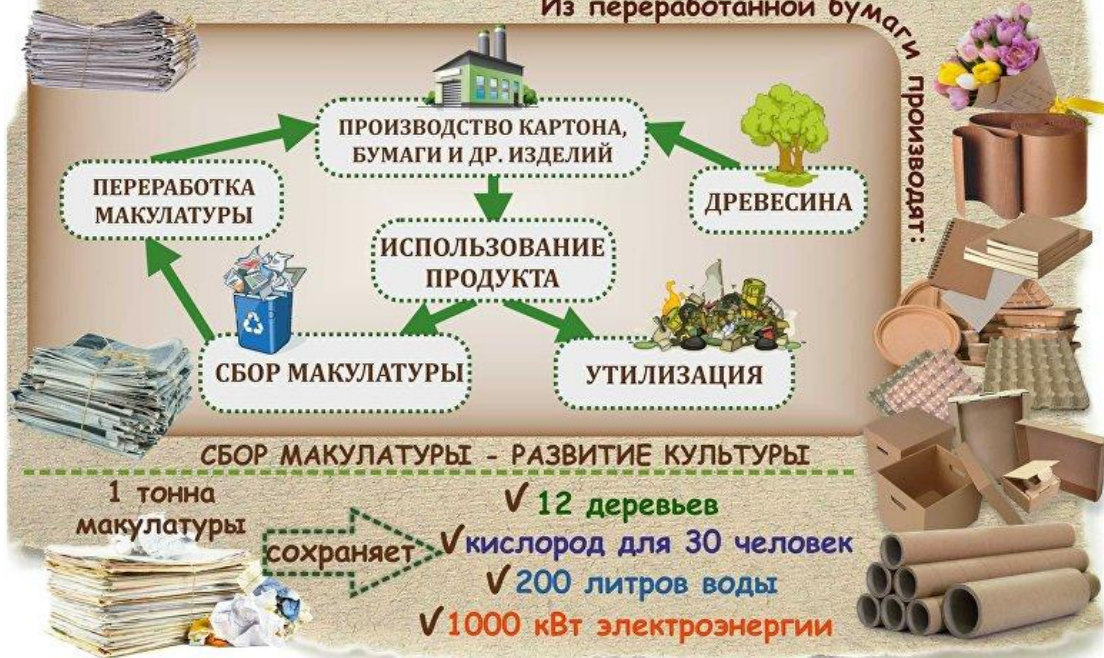 Из переработанной бумаги производят:
ПРОИЗВОДСТВО КАРТОНА,
БУМАГИ И ДР. ИЗДЕЛИЙ
ПЕРЕРАБОТКА
МАКУЛАТУРЫ
ДРЕВЕСИНА
ИСПОЛЬЗОВАНИЕ
ПРОДУКТА
СБОР МАКУЛАТУРЫ
УТИЛИЗАЦИЯ
СБОР МАКУЛАТУРЫ - РАЗВИТИЕ КУЛЬТУРЫ
1 тонна
макулатуры
сохраняет
✓ 12 деревьев
✓ кислород для 30 человек
✓ 200 литров воды
✓ 1000 кВт электроэнергии